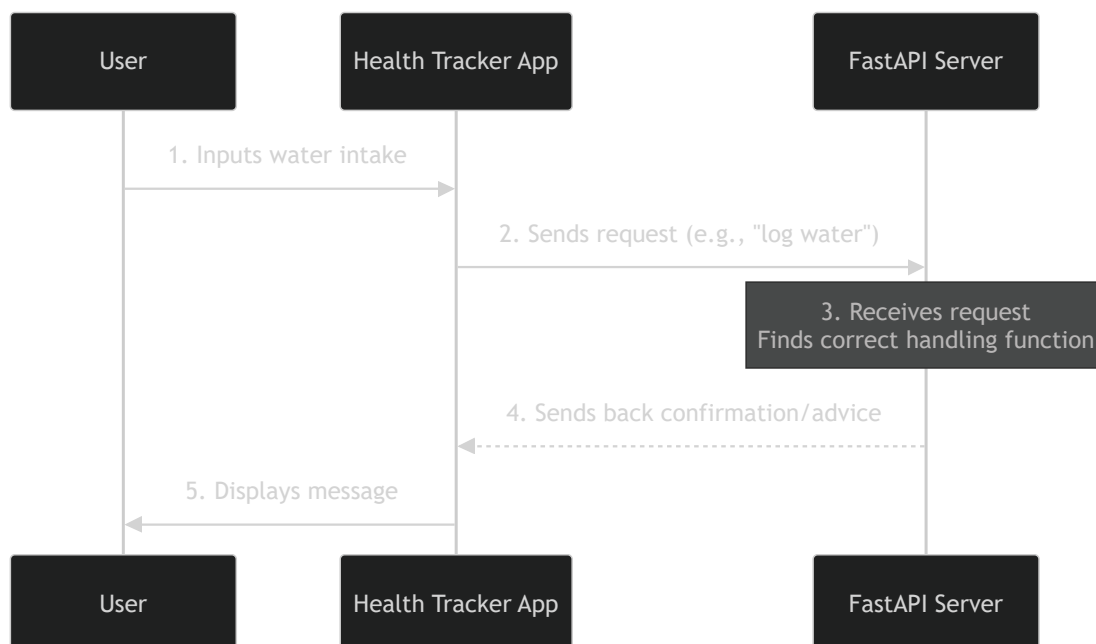 User
Health Tracker App
FastAPI Server
1. Inputs water intake
2. Sends request (e.g., "log water")
3. Receives request
Finds correct handling function
4. Sends back confirmation/advice
5. Displays message
User
Health Tracker App
FastAPI Server